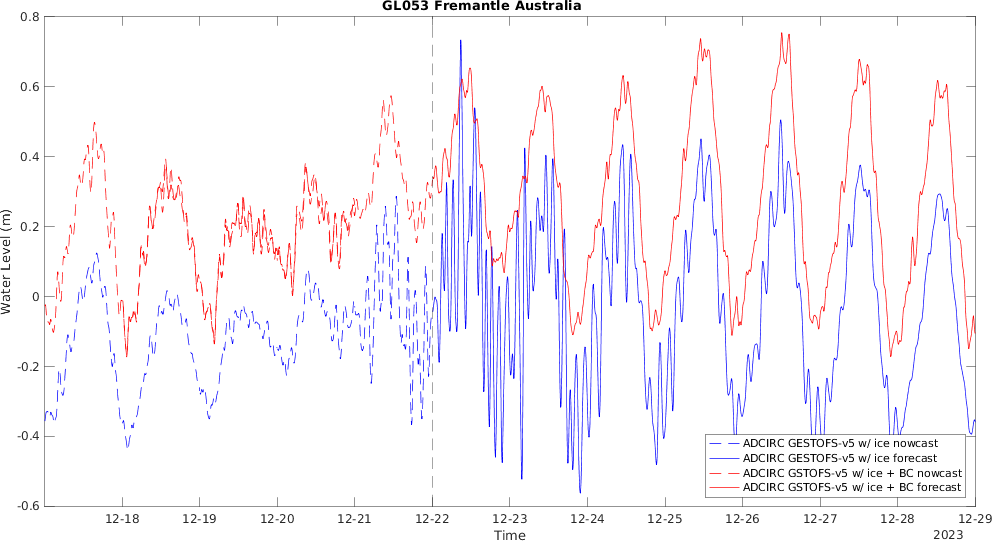 GL053 Fremantle Australia
0.8
0.6
0.4
0.2
0
-0.2
-0.4
-0.6
Water Level (m)
ADCIRC GESTOFS-v5 w/ ice nowcast
ADCIRC GESTOFS-v5 w/ ice forecast
ADCIRC GSTOFS-v5 w/ ice + BC nowcast
ADCIRC GSTOFS-v5 w/ ice + BC forecast
12-18 12-19 12-20 12-21 12-22 12-23 12-24 12-25 12-26 12-27 12-28 12-29
Time
2023